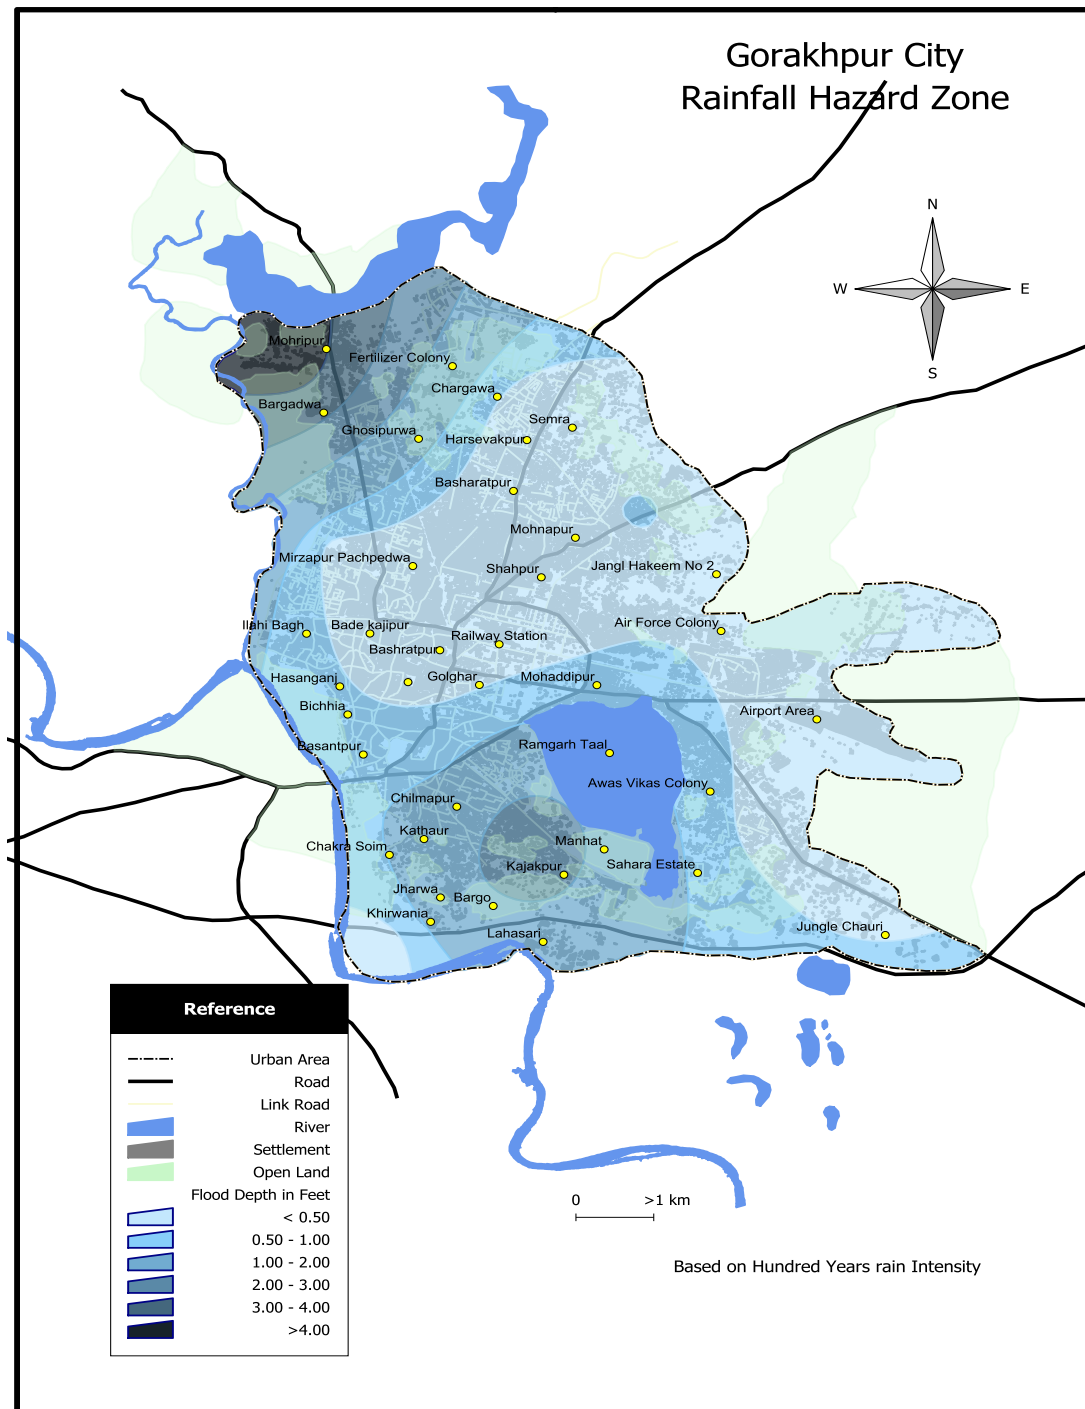 Gorakhpur City
Rainfall Hazard Zone
N
W
E
S
Mohripur
Fertilizer Colony
Chargawa
Bargadwa
Semra
Ghosipurwa
Harsevakpur
Basharatpur
Mohnapur
Mirzapur Pachpedwa
Shahpur
Jangl Hakeem No 2
Ilahi Bagh
Bade kajipur
Air Force Colony
Railway Station
Bashratpur
Hasanganj
Golghar
Mohaddipur
Bichhia
Airport Area
Basantpur
Ramgarh Taal
Awas Vikas Colony
Chilmapur
Kathaur
Chakra Soim
Manhat
Kajakpur
Sahara Estate
Jharwa
Bargo
Khirwania
Lahasari
Jungle Chauri
Reference
Urban Area
Road
Link Road
River
Settlement
Open Land
Flood Depth in Feet
< 0.50
0.50 - 1.00
1.00 - 2.00
2.00 - 3.00
3.00 - 4.00
>4.00
0 >1 km
Based on Hundred Years rain Intensity